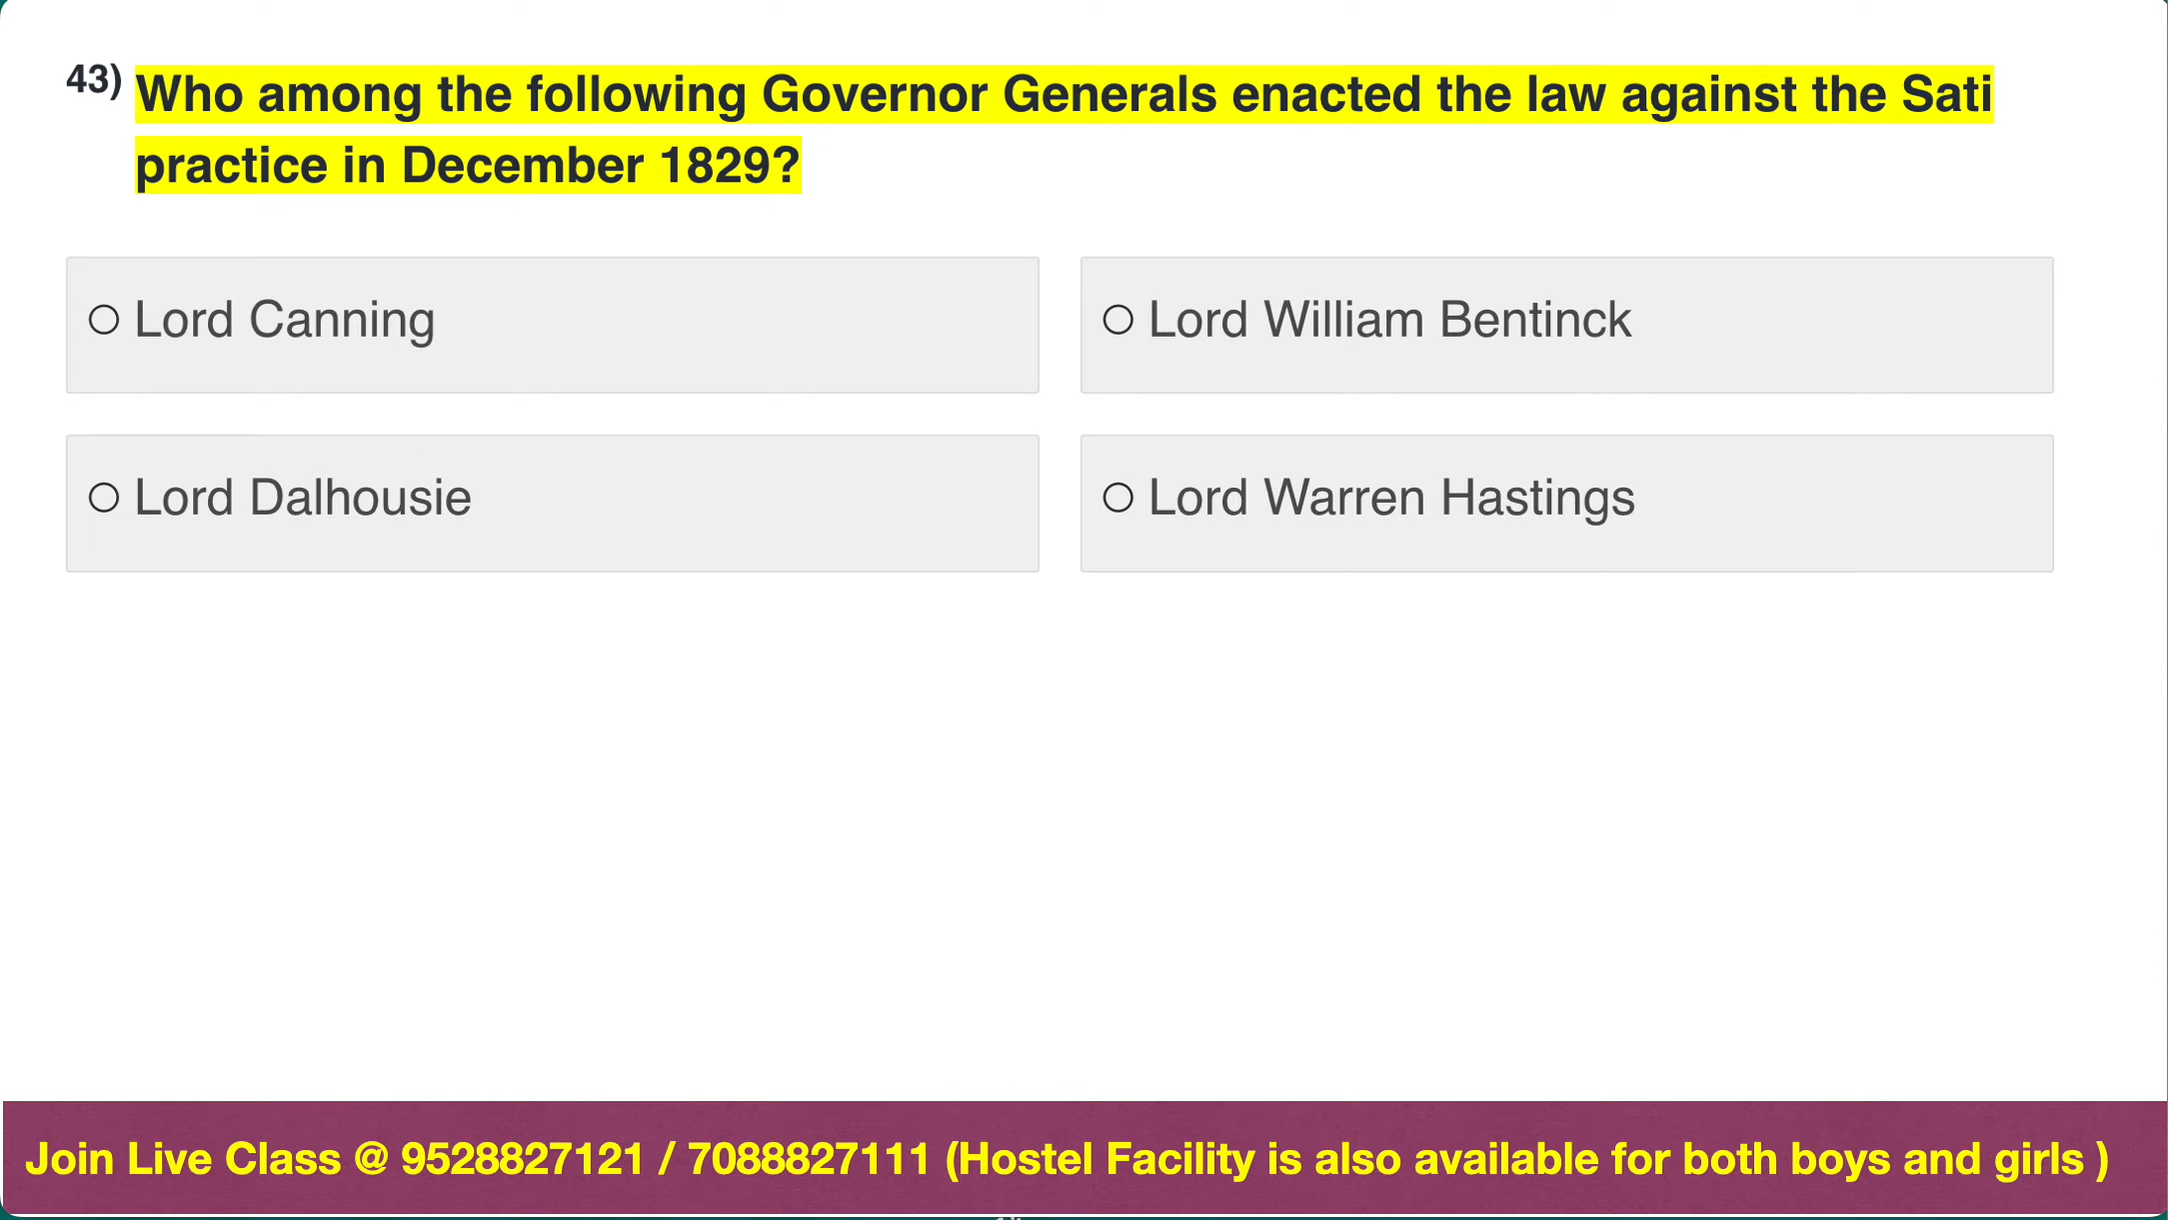 43) Who among the following Governor Generals enacted the law against the Sati
practice in December 1829?
Lord Canning
Lord William Bentinck
Lord Dalhousie
Lord Warren Hastings
Join Live Class @ 9528827121 / 7088827111 (Hostel Facility is also available for both boys and girls )